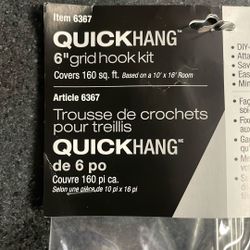 Item 6367
QUICKHANG™
6" grid hook kit
Covers 160 sq. ft. Based on a 10' x 16' Room
Article 6367
Trousse de crochets
pour treillis
QUICKHANG MC
de 6 po
Couvre 160 pi ca.
Selon une pièce de 10 pi x 16 pi